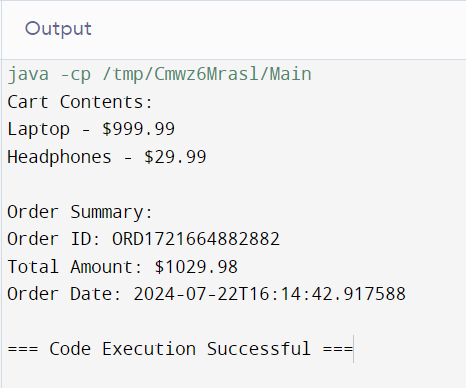 Output
java -cp /tmp/Cmwz6Mrasl/Main
Cart Contents:
Laptop - $999.99
Headphones - $29.99
Order Summary:
Order ID: ORD1721664882882
Total Amount: $1029.98
Order Date: 2024-07-22T16:14:42.917588
=== Code Execution Successful ===